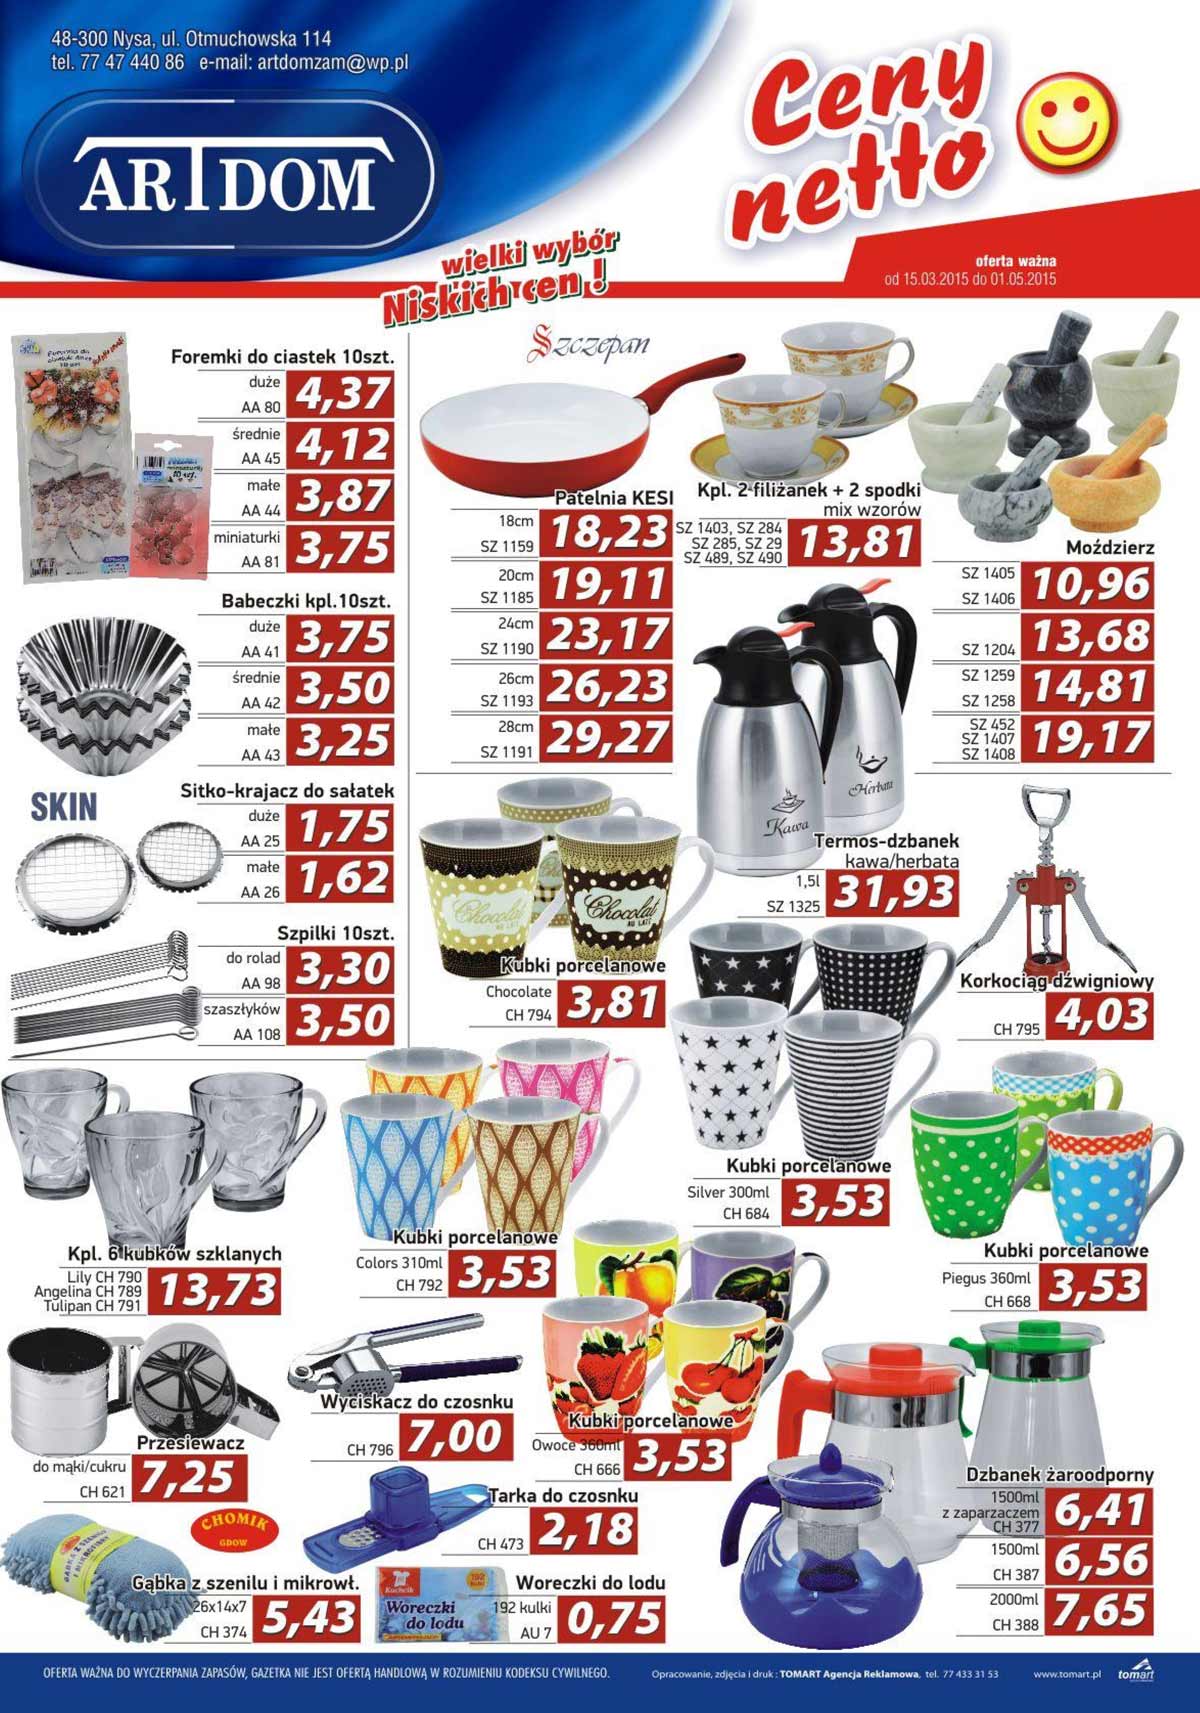 48-300 Nysa, ul. Otmuchowska 114
tel. 77 47 440 86 e-mail: artdomzam@wp.pl
ARTDOM
Ceny
netto
wielki wybór
Niskich cen !
oferta ważna
od 15.03.2015 do 01.05.2015
Foremki do ciastek 10szt.
duże
AA 80
4,37
średnie
AA 45
4,12
małe
AA 44
3,87
miniaturki
AA 81
3,75
Babeczki kpl.10szt.
duże
AA 41
3,75
średnie
AA 42
3,50
małe
AA 43
3,25
SKIN
Sitko-krajacz do sałatek
duże
AA 25
1,75
małe
AA 26
1,62
Szpilki 10szt.
do rolad
AA 98
3,30
szaszłyków
AA 108
3,50
Szczepan
Patelnia KESI
18cm
SZ 1159
18,23
20cm
SZ 1185
19,11
24cm
SZ 1190
23,17
26cm
SZ 1193
26,23
28cm
SZ 1191
29,27
Kpl. 2 filiżanek + 2 spodki
mix wzorów
SZ 1403, SZ 284
SZ 285, SZ 29
SZ 489, SZ 490
13,81
Moździerz
SZ 1405
SZ 1406
10,96
SZ 1204
13,68
SZ 1259
SZ 1258
14,81
SZ 452
SZ 1407
SZ 1408
19,17
Kawa
Herbata
Termos-dzbanek
kawa/herbata
1,5l
SZ 1325
31,93
Chocolat
AU LAIT
Chocolat
AU LAIT
Kubki porcelanowe
Chocolate
CH 794
3,81
Korkociąg dźwigniowy
CH 795
4,03
Kubki porcelanowe
Silver 300ml
CH 684
3,53
Kpl. 6 kubków szklanych
Lily CH 790
Angelina CH 789
Tulipan CH 791
13,73
Kubki porcelanowe
Colors 310ml
CH 792
3,53
Kubki porcelanowe
Piegus 360ml
CH 668
3,53
Przesiewacz
do mąki/cukru
CH 621
7,25
Wyciskacz do czosnku
CH 796
7,00
Kubki porcelanowe
Owoce 360ml
CH 666
3,53
Tarka do czosnku
CH 473
2,18
Dzbanek żaroodporny
1500ml
z zaparzaczem
CH 377
6,41
1500ml
CH 387
6,56
2000ml
CH 388
7,65
CHOMIK
GDOW
Gąbka z szenilu i mikrowł.
26x14x7
CH 374
5,43
Kuchcik
192
Woreczki
do lodu
Woreczki do lodu
192 kulki
AU 7
0,75
OFERTA WAŻNA DO WYCZERPANIA ZAPASÓW, GAZETKA NIE JEST OFERTĄ HANDLOWĄ W ROZUMIENIU KODEKSU CYWILNEGO.
Opracowanie, zdjęcia i druk : TOMART Agencja Reklamowa, tel. 77 433 31 53
www.tomart.pl
tomart